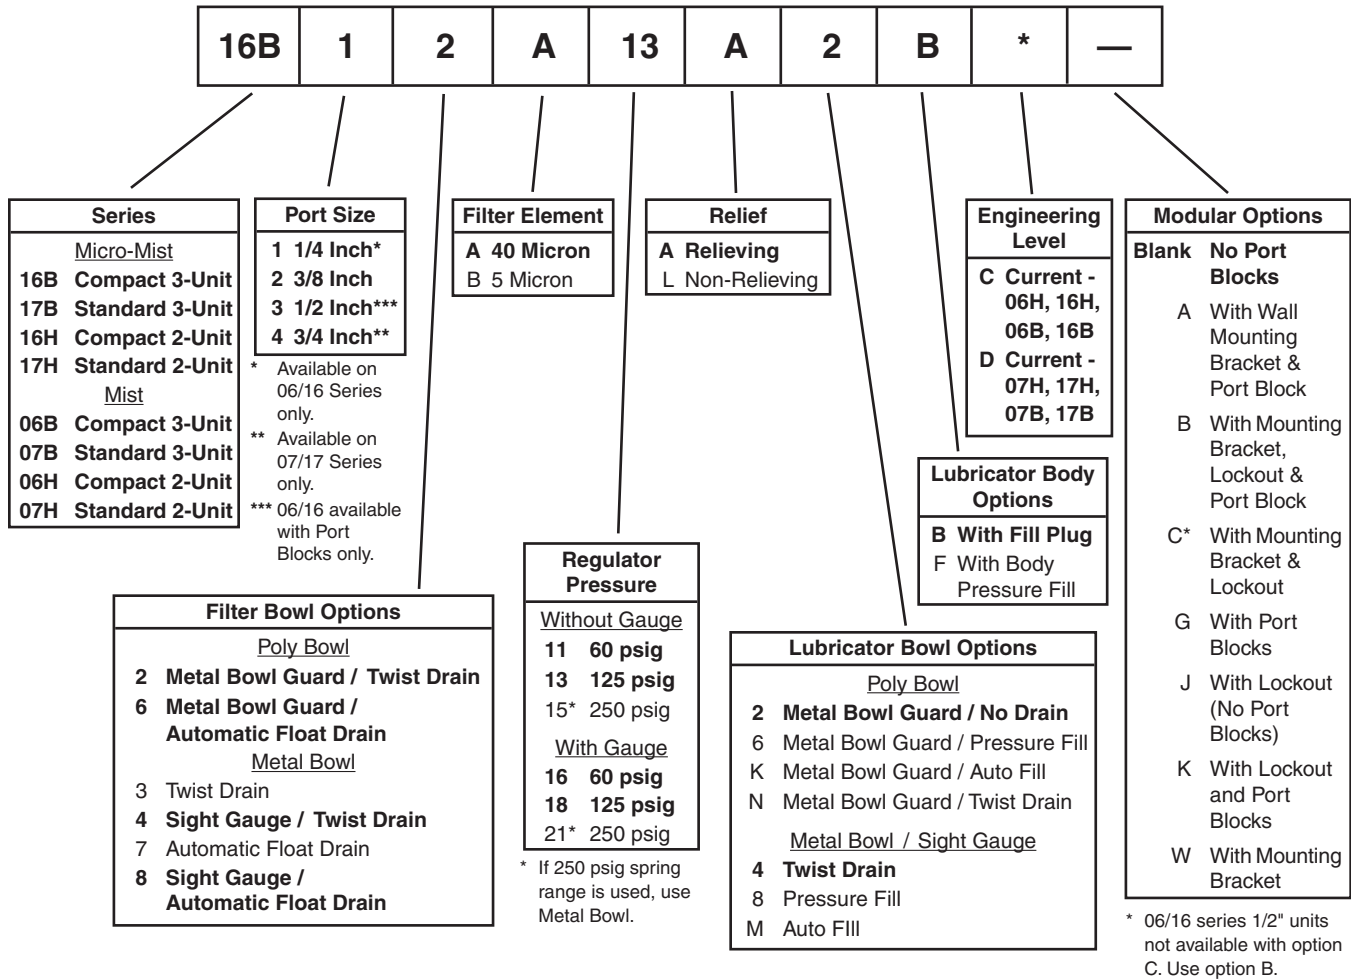 16B 1 2 A 13 A 2 B * —
Series
Micro-Mist
16B Compact 3-Unit
17B Standard 3-Unit
16H Compact 2-Unit
17H Standard 2-Unit
Mist
06B Compact 3-Unit
07B Standard 3-Unit
06H Compact 2-Unit
07H Standard 2-Unit
Port Size
1 1/4 Inch*
2 3/8 Inch
3 1/2 Inch***
4 3/4 Inch**
* Available on
06/16 Series
only.
** Available on
07/17 Series
only.
*** 06/16 available
with Port
Blocks only.
Filter Bowl Options
Poly Bowl
2 Metal Bowl Guard / Twist Drain
6 Metal Bowl Guard /
Automatic Float Drain
Metal Bowl
3 Twist Drain
4 Sight Gauge / Twist Drain
7 Automatic Float Drain
8 Sight Gauge /
Automatic Float Drain
Filter Element
A 40 Micron
B 5 Micron
Regulator
Pressure
Without Gauge
11 60 psig
13 125 psig
15* 250 psig
With Gauge
16 60 psig
18 125 psig
21* 250 psig
* If 250 psig spring
range is used, use
Metal Bowl.
Relief
A Relieving
L Non-Relieving
Lubricator Bowl Options
Poly Bowl
2 Metal Bowl Guard / No Drain
6 Metal Bowl Guard / Pressure Fill
K Metal Bowl Guard / Auto Fill
N Metal Bowl Guard / Twist Drain
Metal Bowl / Sight Gauge
4 Twist Drain
8 Pressure Fill
M Auto FIll
Lubricator Body
Options
B With Fill Plug
F With Body
Pressure Fill
Engineering
Level
C Current -
06H, 16H,
06B, 16B
D Current -
07H, 17H,
07B, 17B
Modular Options
Blank No Port
Blocks
A With Wall
Mounting
Bracket &
Port Block
B With Mounting
Bracket,
Lockout &
Port Block
C* With Mounting
Bracket &
Lockout
G With Port
Blocks
J With Lockout
(No Port
Blocks)
K With Lockout
and Port
Blocks
W With Mounting
Bracket
* 06/16 series 1/2" units
not available with option
C. Use option B.